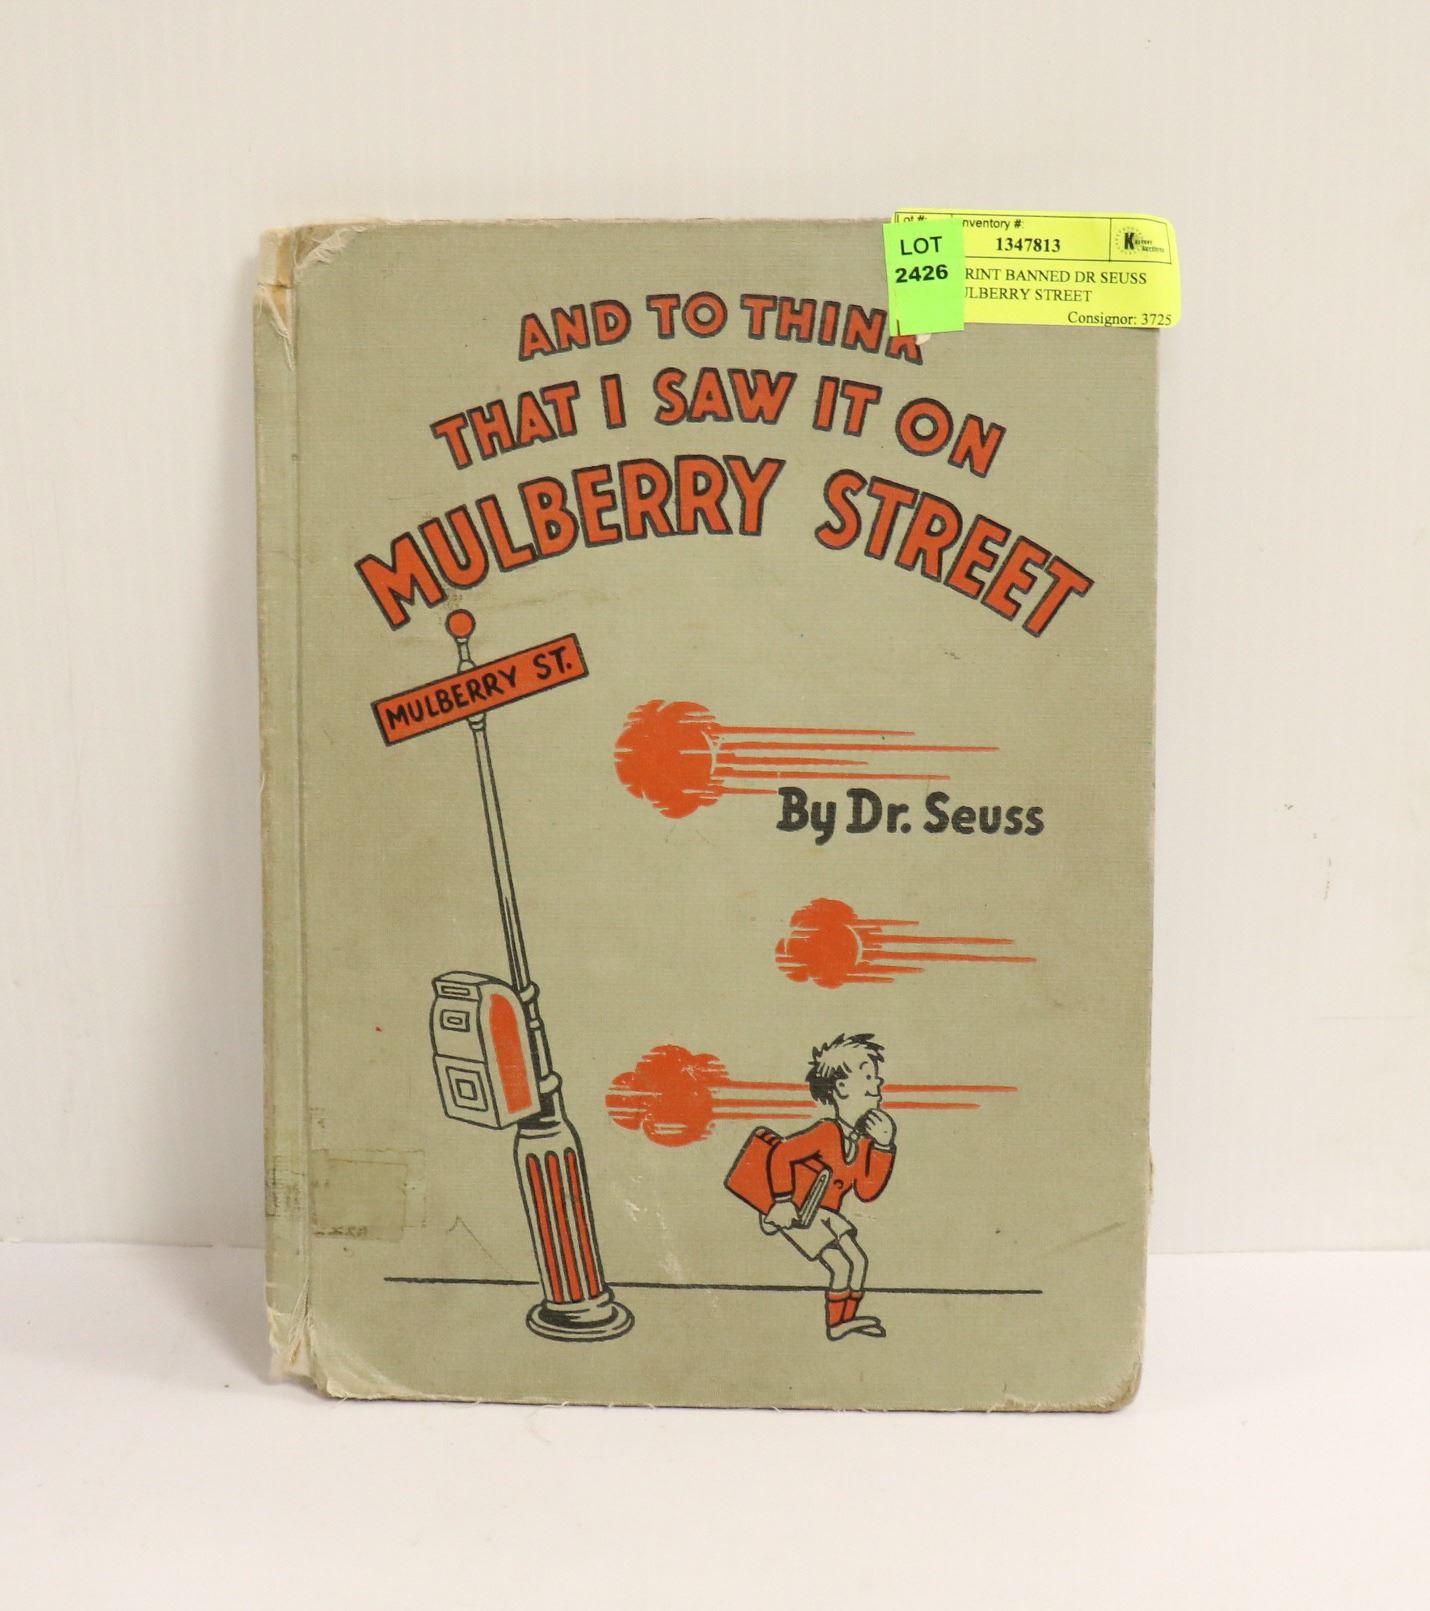 AND TO THINK
THAT I SAW IT ON
MULBERRY STREET
MULBERRY ST.
By Dr. Seuss
LOT
2426
Lot #:
Inventory #:
1347813
RINT BANNED DR SEUSS
ULBERRY STREET
Consignor: 3725